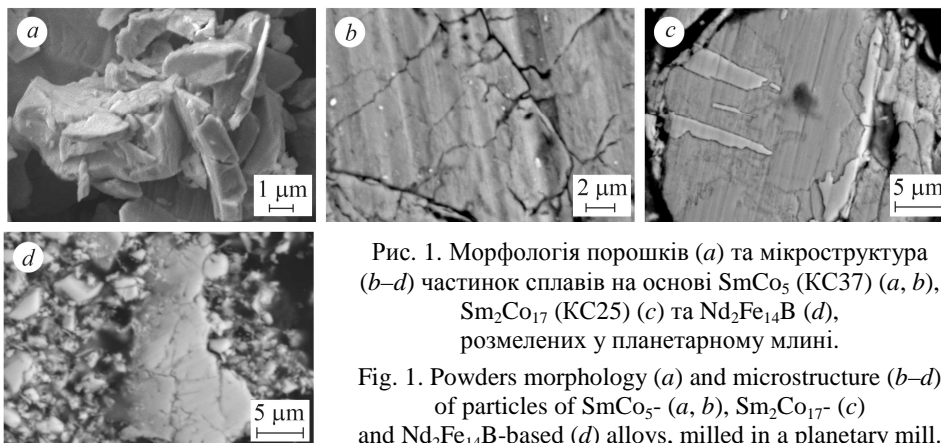 a
b
c
1 μm
2 μm
5 μm
d
5 μm
Рис. 1. Морфологія порошків (a) та мікроструктура
(b–d) частинок сплавів на основі SmCo₅ (КС37) (a, b),
Sm₂Co₁₇ (КС25) (c) та Nd₂Fe₁₄B (d),
розмелених у планетарному млині.
Fig. 1. Powders morphology (a) and microstructure (b–d)
of particles of SmCo₅- (a, b), Sm₂Co₁₇- (c)
and Nd₂Fe₁₄B-based (d) alloys, milled in a planetary mill